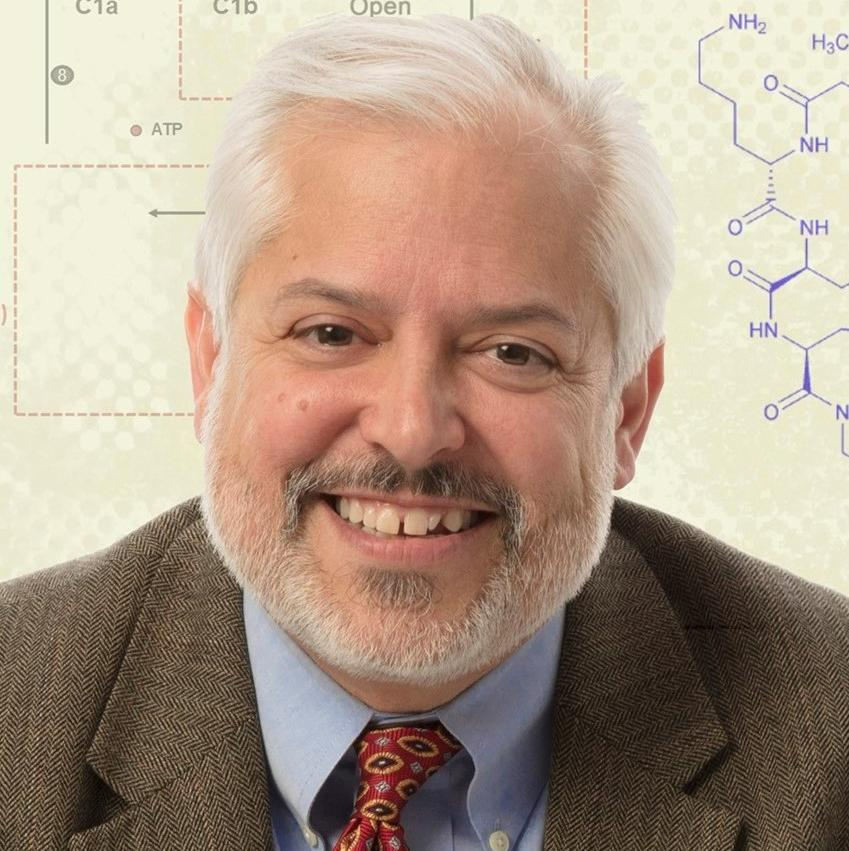 C1a
C1b
Open
8
ATP
)
NH₂
H₃C
O
NH
O
NH
O
HN
O
N